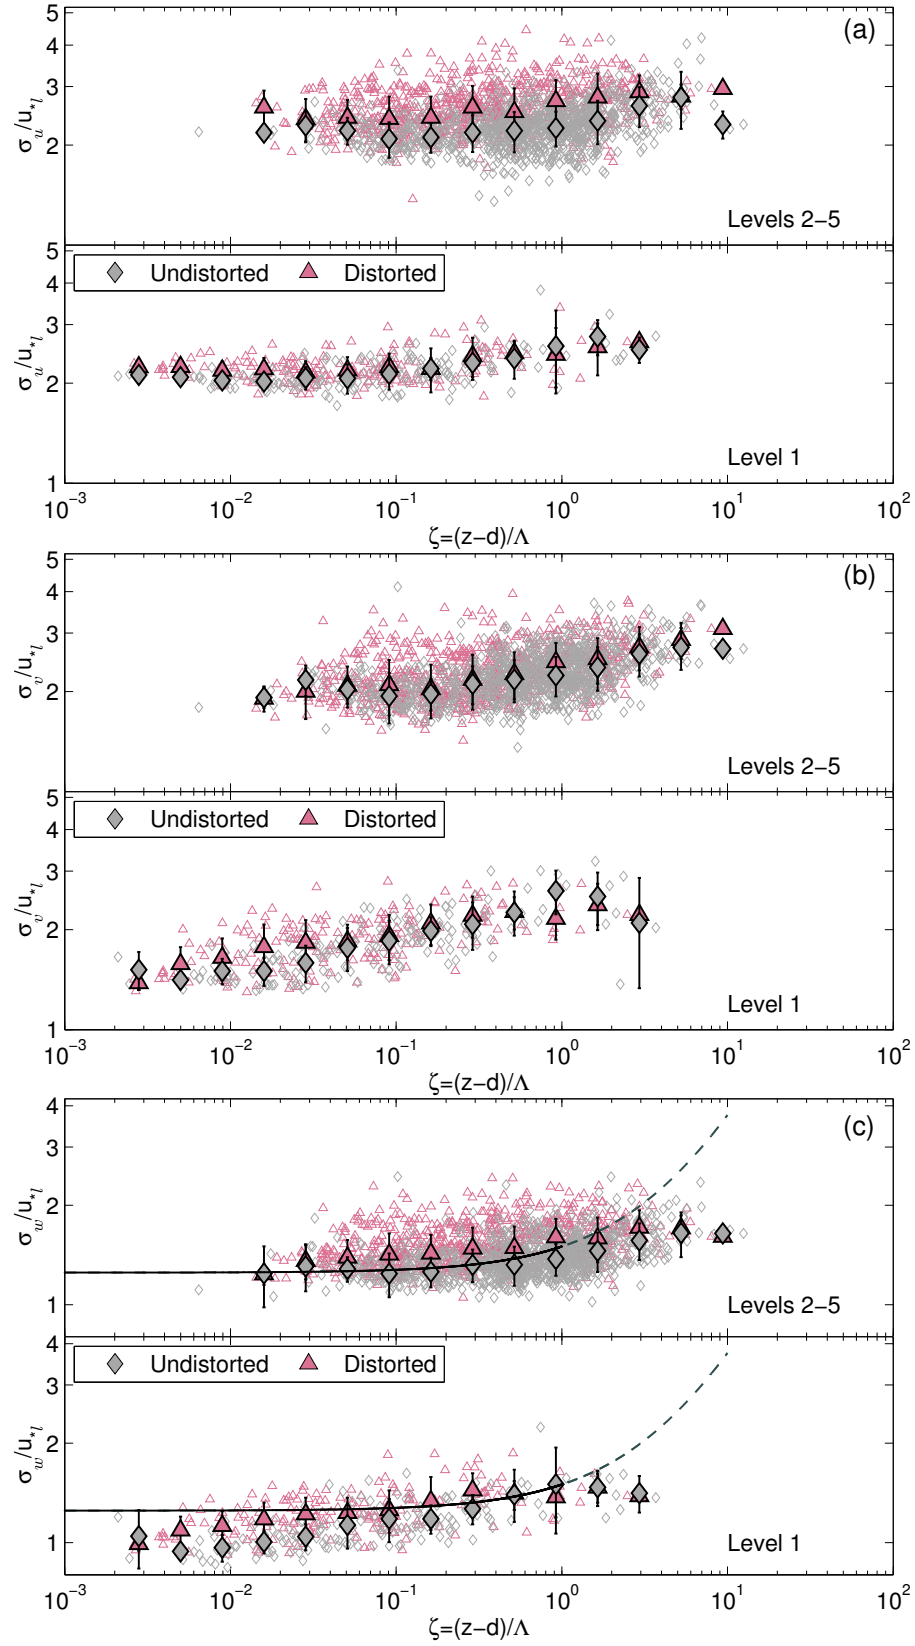 5
4
3
2
σu/u*l
(a)
Levels 2−5
5
4
3
2
1
σu/u*l
Undistorted Distorted
Level 1
10−3 10−2 10−1 100 101 102
ζ=(z−d)/Λ
5
4
3
2
σv/u*l
(b)
Levels 2−5
5
4
3
2
1
σv/u*l
Undistorted Distorted
Level 1
10−3 10−2 10−1 100 101 102
ζ=(z−d)/Λ
4
3
2
1
σw/u*l
(c)
Levels 2−5
4
3
2
1
σw/u*l
Undistorted Distorted
Level 1
10−3 10−2 10−1 100 101 102
ζ=(z−d)/Λ